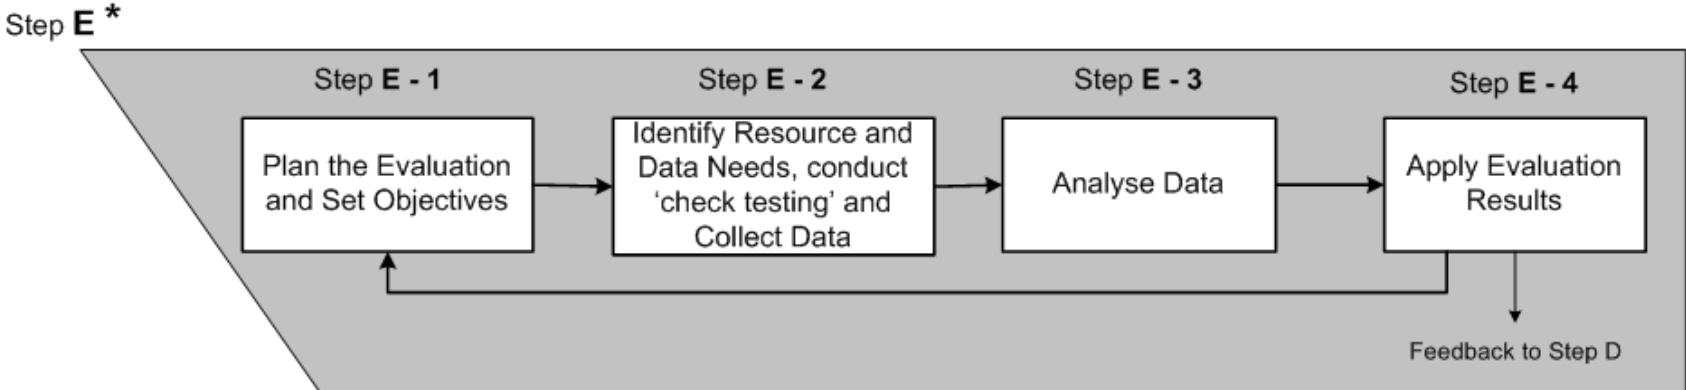 Step E *
Step E - 1
Step E - 2
Step E - 3
Step E - 4
Plan the Evaluation
and Set Objectives
Identify Resource and
Data Needs, conduct
‘check testing’ and
Collect Data
Analyse Data
Apply Evaluation
Results
Feedback to Step D